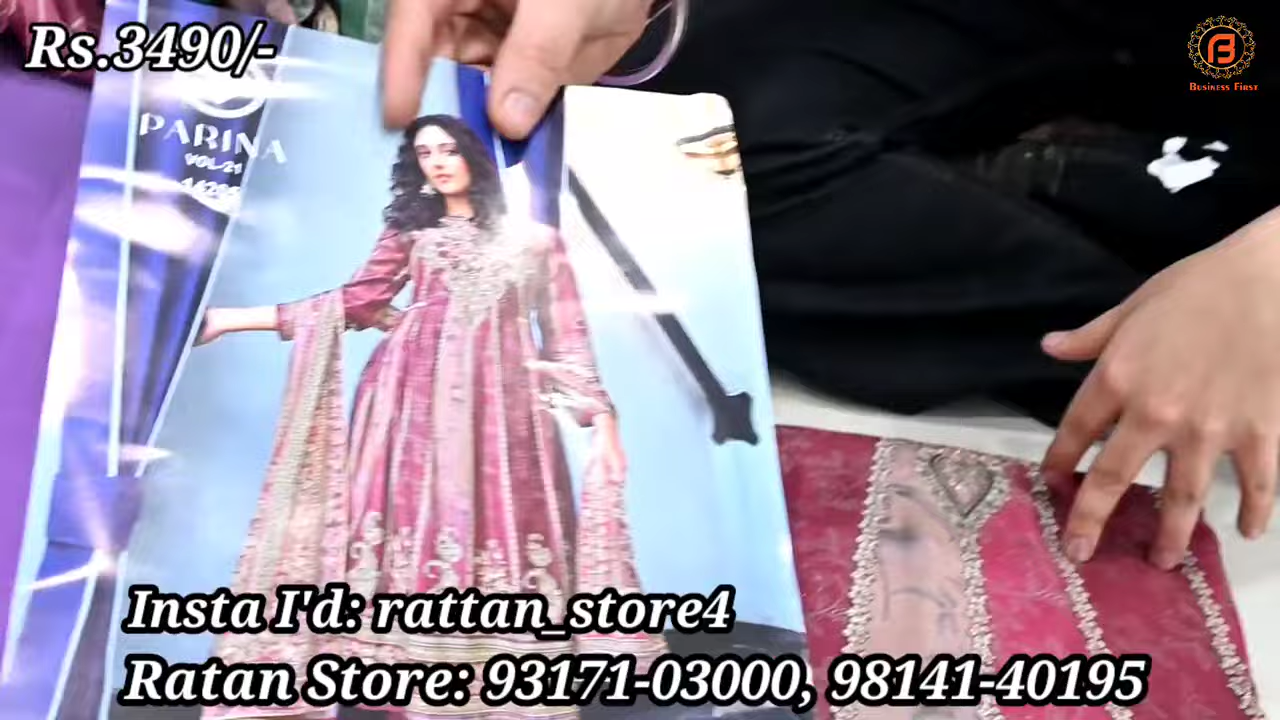 Rs.3490/-
BUSINESS FIRST
PARINA
VOL-21
Insta I'd: rattan_store4
Ratan Store: 93171-03000, 98141-40195